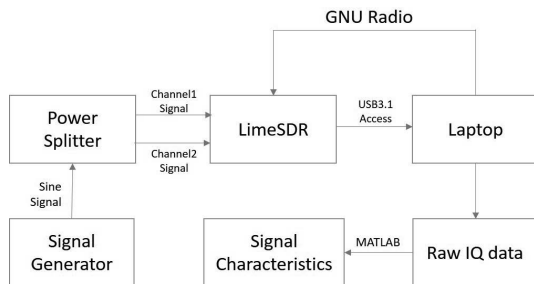 GNU Radio
Channel1
Signal
Power
Splitter
LimeSDR
USB3.1
Access
Laptop
Channel2
Signal
Sine
Signal
Signal
Generator
Signal
Characteristics
MATLAB
Raw IQ data